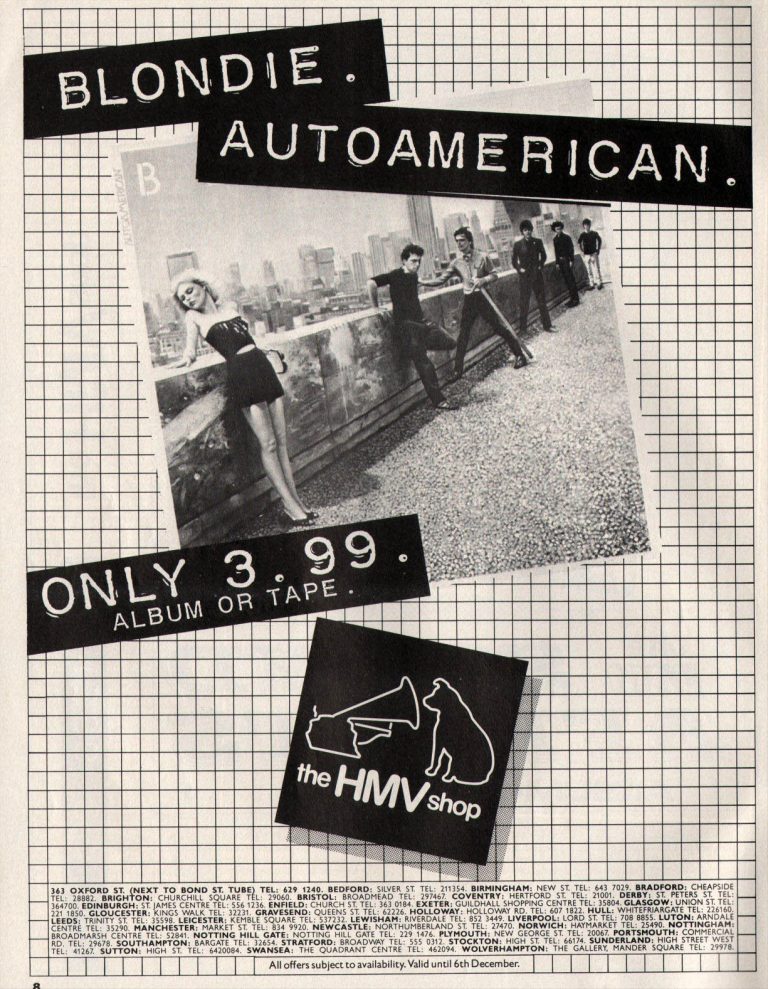 BLONDIE.
AUTOAMERICAN.
B
AUTOAMERICAN
ONLY 3.99.
ALBUM OR TAPE.
the HMV shop
363 OXFORD ST. (NEXT TO BOND ST. TUBE) TEL: 629 1240. BEDFORD: SILVER ST. TEL: 211354. BIRMINGHAM: NEW ST. TEL: 643 7029. BRADFORD: CHEAPSIDE
TEL: 28882. BRIGHTON: CHURCHILL SQUARE TEL: 29060. BRISTOL: BROADMEAD TEL: 297467. COVENTRY: HERTFORD ST. TEL: 21001. DERBY: ST. PETERS ST. TEL:
364700. EDINBURGH: ST. JAMES CENTRE TEL: 556 1236. ENFIELD: CHURCH ST. TEL: 363 0184. EXETER: GUILDHALL SHOPPING CENTRE TEL: 35804. GLASGOW: UNION ST. TEL:
221 1850. GLOUCESTER: KINGS WALK TEL: 32231. GRAVESEND: QUEENS ST. TEL: 62226. HOLLOWAY: HOLLOWAY RD. TEL: 607 1822. HULL: WHITEFRIARGATE TEL: 226160.
LEEDS: TRINITY ST. TEL: 35598. LEICESTER: KEMBLE SQUARE TEL: 537232. LEWISHAM: RIVERDALE TEL: 852 3449. LIVERPOOL: LORD ST. TEL: 708 8855. LUTON: ARNDALE
CENTRE TEL: 35290. MANCHESTER: MARKET ST. TEL: 834 9920. NEWCASTLE: NORTHUMBERLAND ST. TEL: 27470. NORWICH: HAYMARKET TEL: 25490. NOTTINGHAM:
BROADMARSH CENTRE TEL: 52841. NOTTING HILL GATE: NOTTING HILL GATE TEL: 229 1476. PLYMOUTH: NEW GEORGE ST. TEL: 20067. PORTSMOUTH: COMMERCIAL
RD. TEL: 29678. SOUTHAMPTON: BARGATE TEL: 32654. STRATFORD: BROADWAY TEL: 555 0312. STOCKTON: HIGH ST. TEL: 66174. SUNDERLAND: HIGH STREET WEST
TEL: 41267. SUTTON: HIGH ST. TEL: 6420084. SWANSEA: THE QUADRANT CENTRE TEL: 462094. WOLVERHAMPTON: THE GALLERY, MANDER SQUARE TEL: 29978.
All offers subject to availability. Valid until 6th December.
8